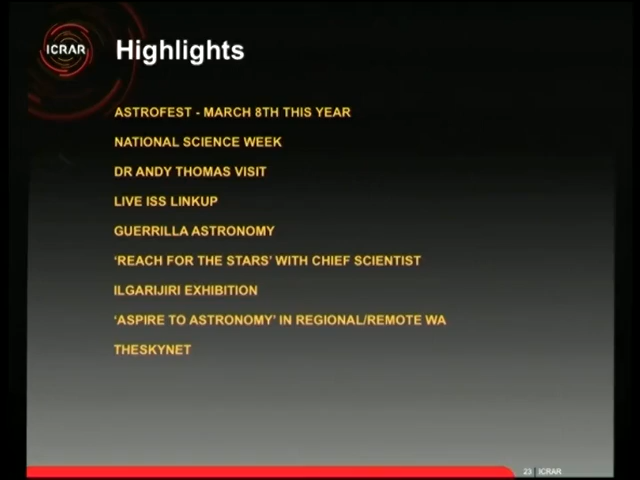 ICRAR
Highlights
ASTROFEST - MARCH 8TH THIS YEAR
NATIONAL SCIENCE WEEK
DR ANDY THOMAS VISIT
LIVE ISS LINKUP
GUERRILLA ASTRONOMY
‘REACH FOR THE STARS’ WITH CHIEF SCIENTIST
ILGARIJIRI EXHIBITION
‘ASPIRE TO ASTRONOMY’ IN REGIONAL/REMOTE WA
THESKYNET
23 | ICRAR